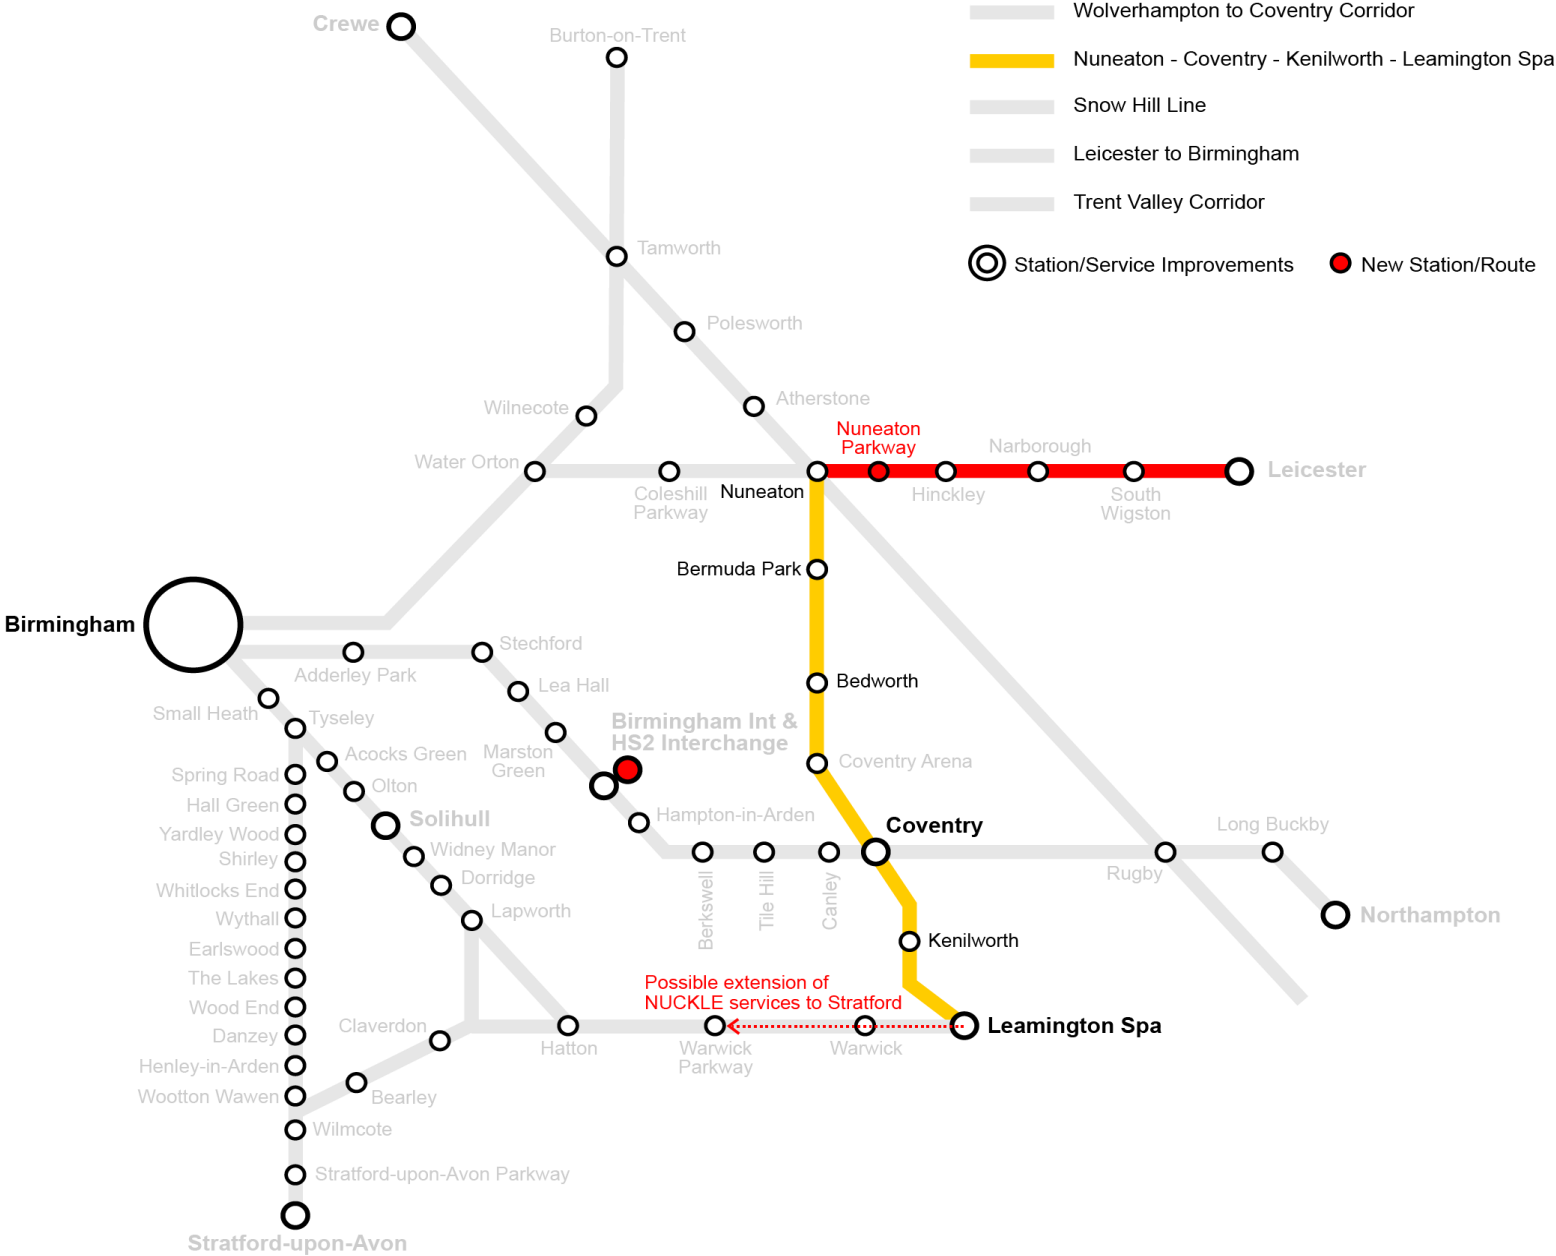 Crewe
Burton-on-Trent
Wolverhampton to Coventry Corridor
Nuneaton - Coventry - Kenilworth - Leamington Spa
Snow Hill Line
Leicester to Birmingham
Trent Valley Corridor
Station/Service Improvements
New Station/Route
Tamworth
Polesworth
Atherstone
Wilnecote
Water Orton
Coleshill
Parkway
Nuneaton
Nuneaton
Parkway
Hinckley
Narborough
South
Wigston
Leicester
Bermuda Park
Bedworth
Coventry Arena
Birmingham
Adderley Park
Stechford
Lea Hall
Marston
Green
Birmingham Int &
HS2 Interchange
Hampton-in-Arden
Berkswell
Tile Hill
Canley
Coventry
Rugby
Long Buckby
Northampton
Small Heath
Tyseley
Acocks Green
Olton
Solihull
Widney Manor
Dorridge
Lapworth
Spring Road
Hall Green
Yardley Wood
Shirley
Whitlocks End
Wythall
Earlswood
The Lakes
Wood End
Danzey
Henley-in-Arden
Wootton Wawen
Kenilworth
Possible extension of
NUCKLE services to Stratford
Leamington Spa
Warwick
Warwick
Parkway
Hatton
Claverdon
Bearley
Wilmcote
Stratford-upon-Avon Parkway
Stratford-upon-Avon